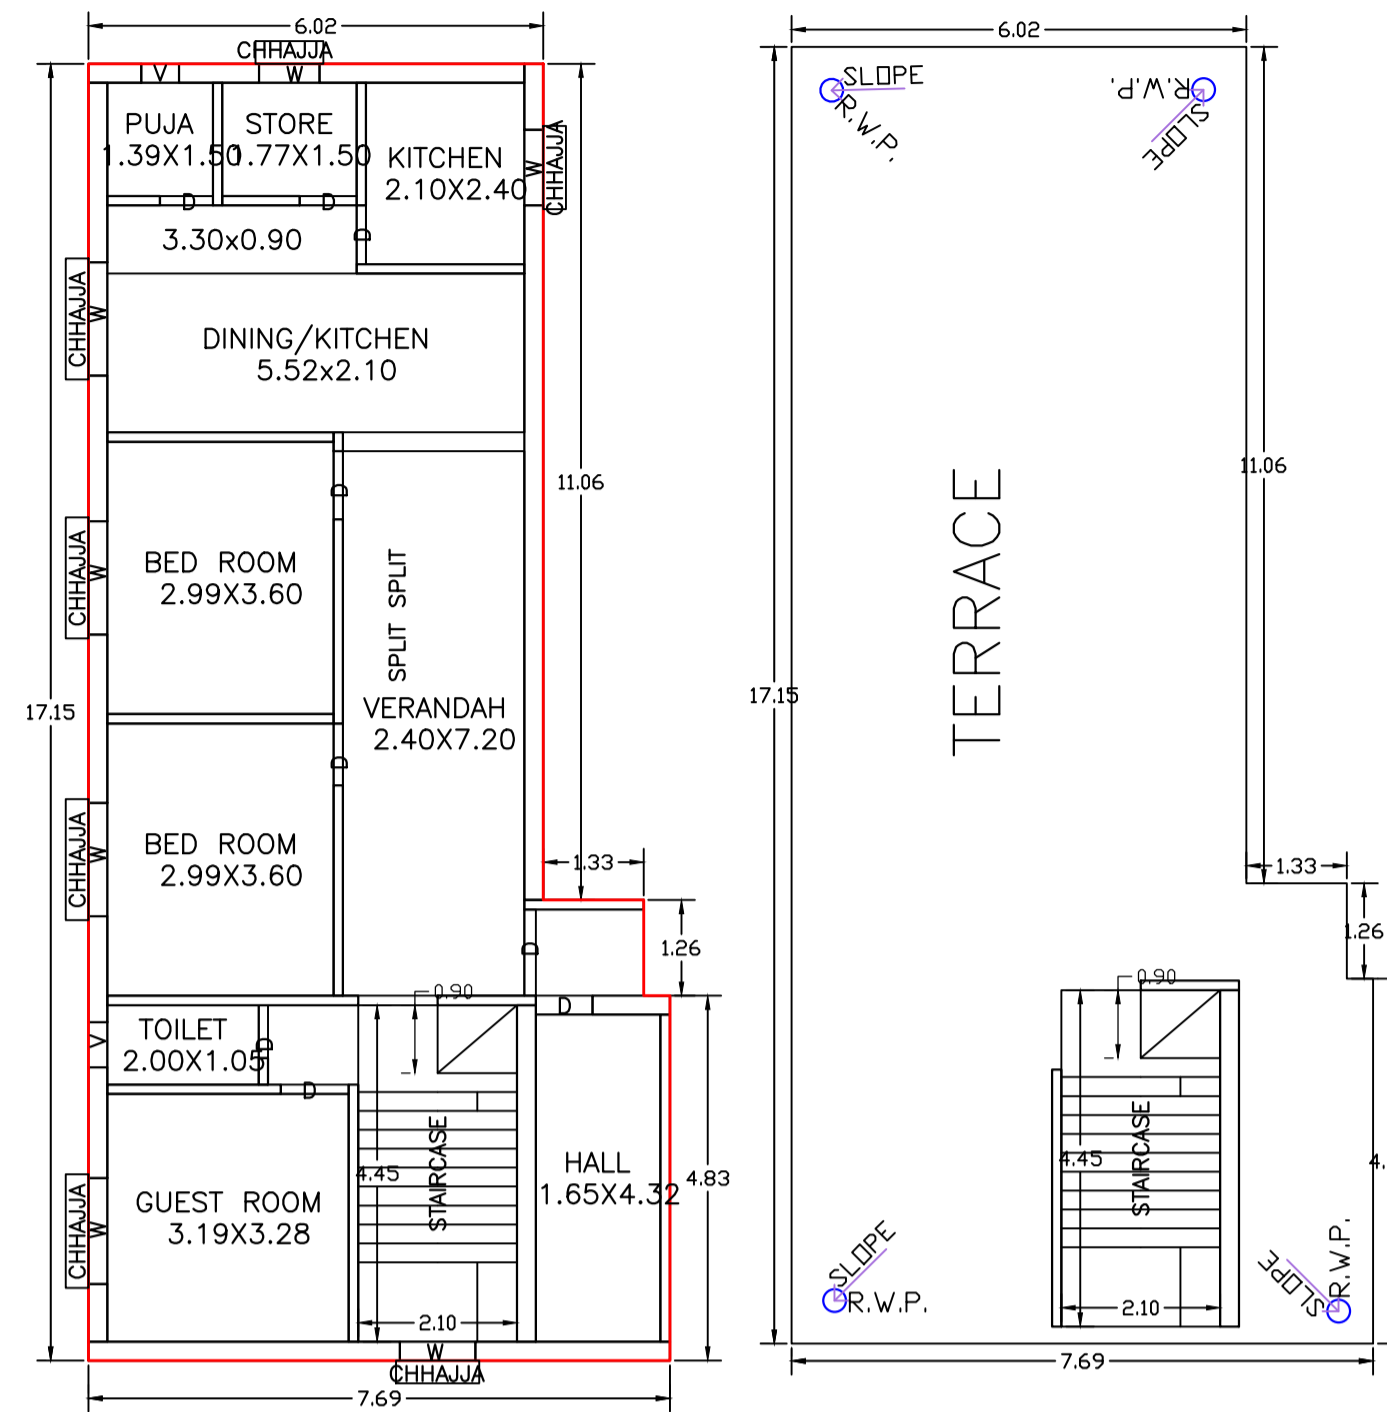 6.02
CHHAJJA
V
W
PUJA
1.39X1.50
STORE
1.77X1.50
KITCHEN
2.10X2.40
W
CHHAJJA
D
D
D
3.30x0.90
CHHAJJA
W
DINING/KITCHEN
5.52x2.10
11.06
D
CHHAJJA
W
BED ROOM
2.99X3.60
SPLIT SPLIT
17.15
VERANDAH
2.40X7.20
D
CHHAJJA
W
BED ROOM
2.99X3.60
1.33
1.26
D
0.90
D
V
TOILET
2.00X1.05
D
D
4.45
STAIRCASE
HALL
1.65X4.32
4.83
CHHAJJA
W
GUEST ROOM
3.19X3.28
2.10
W
CHHAJJA
7.69
6.02
SLOPE
R.W.P.
R.W.P.
SLOPE
11.06
TERRACE
17.15
1.33
1.26
0.90
4.45
STAIRCASE
4.
SLOPE
R.W.P.
SLOPE
R.W.P.
2.10
7.69